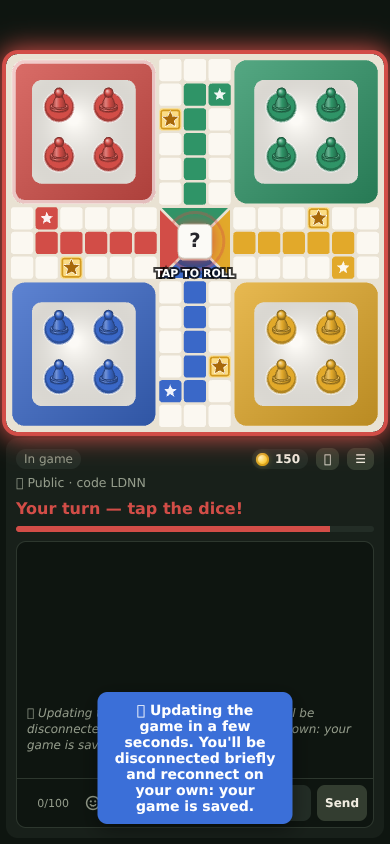 ?
TAP TO ROLL
In game
150
Public · code LDNN
Your turn — tap the dice!
Updating
l be
disconnecte
own: your
game is sav
Updating the
game in a few
seconds. You'll be
disconnected briefly
and reconnect on
your own: your
game is saved.
0/100
Send